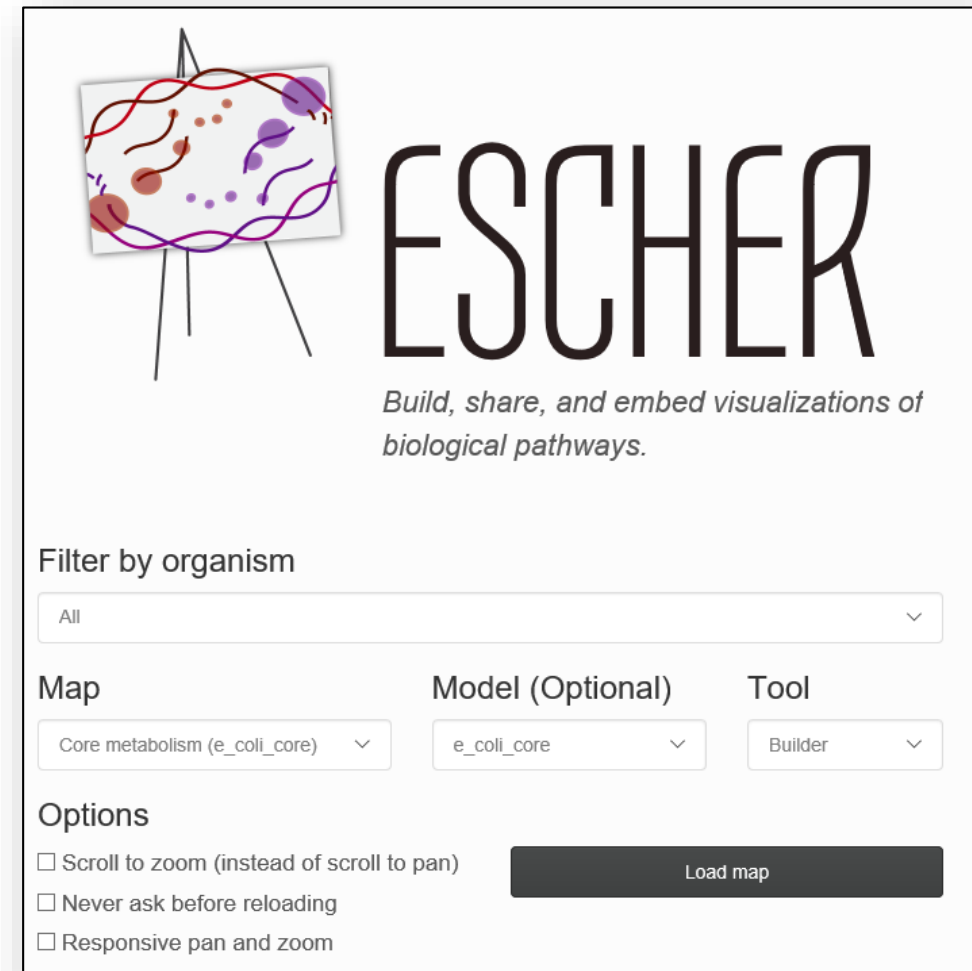 ESCHER
Build, share, and embed visualizations of
biological pathways.
Filter by organism
All
Map Model (Optional) Tool
Core metabolism (e_coli_core) e_coli_core Builder
Options
Scroll to zoom (instead of scroll to pan)
Load map
Never ask before reloading
Responsive pan and zoom